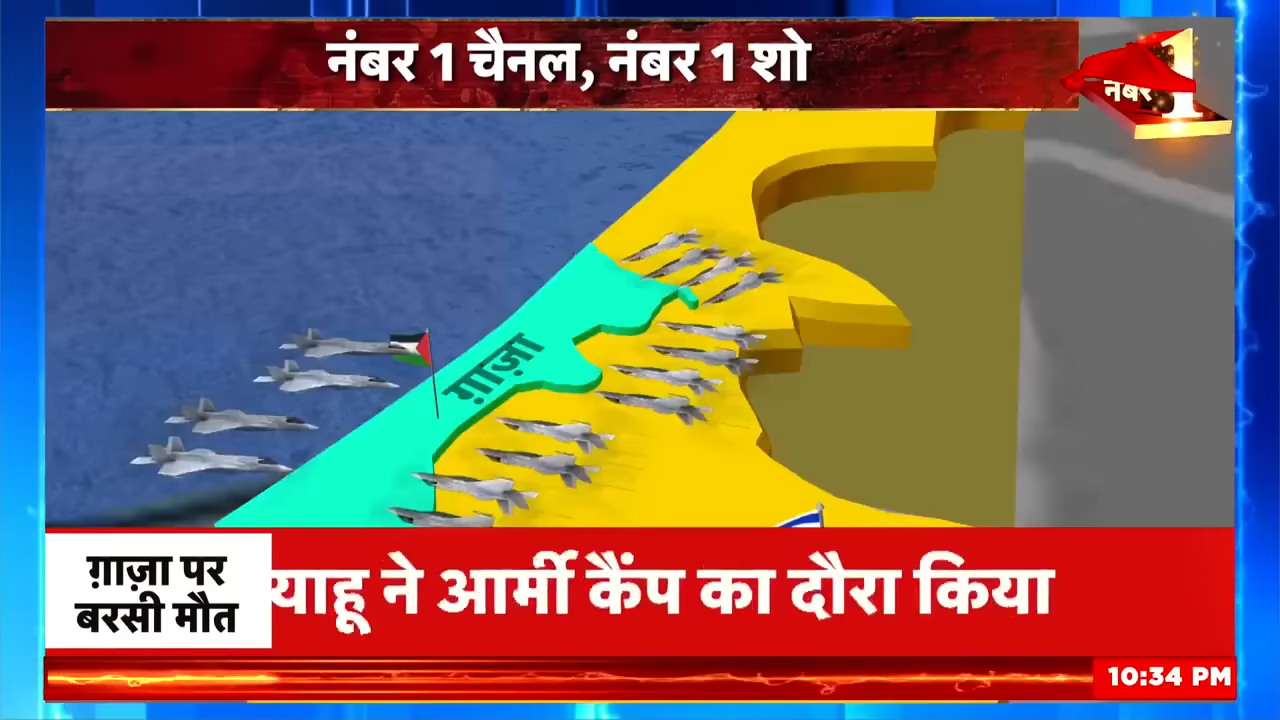 नंबर 1 चैनल, नंबर 1 शो
नंबर 1
ग़ाज़ा
ग़ाज़ा पर
बरसी मौत
याहू ने आर्मी कैंप का दौरा किया
10:34 PM